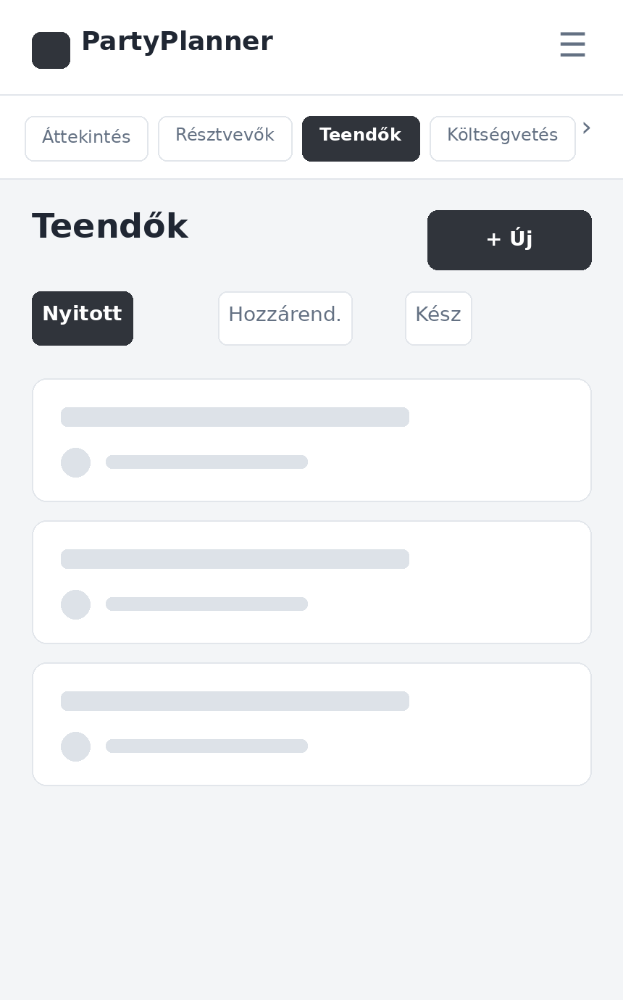 PartyPlanner ☰
Áttekintés Résztvevők Teendők Költségvetés ›
Teendők + Új
Nyitott Hozzárend. Kész